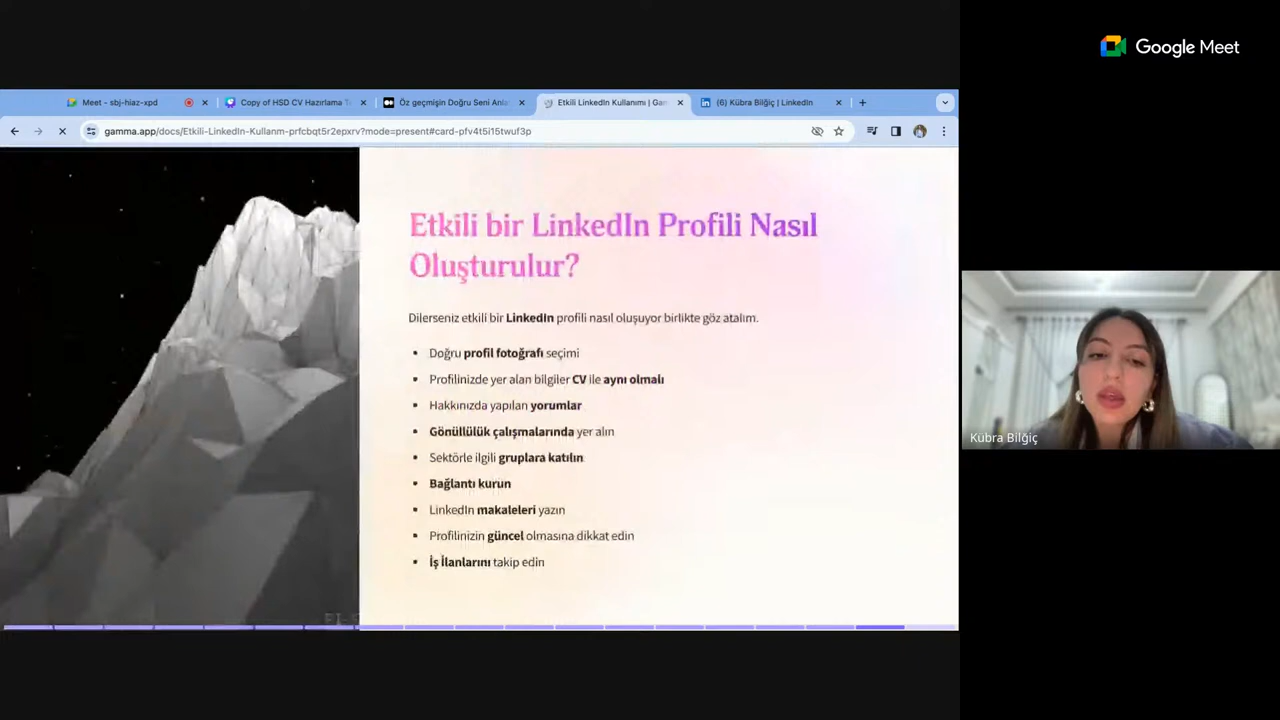 Google Meet
Meet - sbj-hiaz-xpd
Copy of HSD CV Hazırlama T
Öz geçmişin Doğru Seni Anla
Etkili LinkedIn Kullanımı | Gam
(6) Kübra Bilğiç | LinkedIn
gamma.app/docs/Etkili-LinkedIn-Kullanm-prfcbqt5r2epxrv?mode=present#card-pfv4t5i15twuf3p
Etkili bir LinkedIn Profili Nasıl
Oluşturulur?
Dilerseniz etkili bir LinkedIn profili nasıl oluşuyor birlikte göz atalım.
• Doğru profil fotoğrafı seçimi
• Profilinizde yer alan bilgiler CV ile aynı olmalı
• Hakkınızda yapılan yorumlar
• Gönüllülük çalışmalarında yer alın
• Sektörle ilgili gruplara katılın
• Bağlantı kurun
• LinkedIn makaleleri yazın
• Profilinizin güncel olmasına dikkat edin
• İş İlanlarını takip edin
Kübra Bilğiç